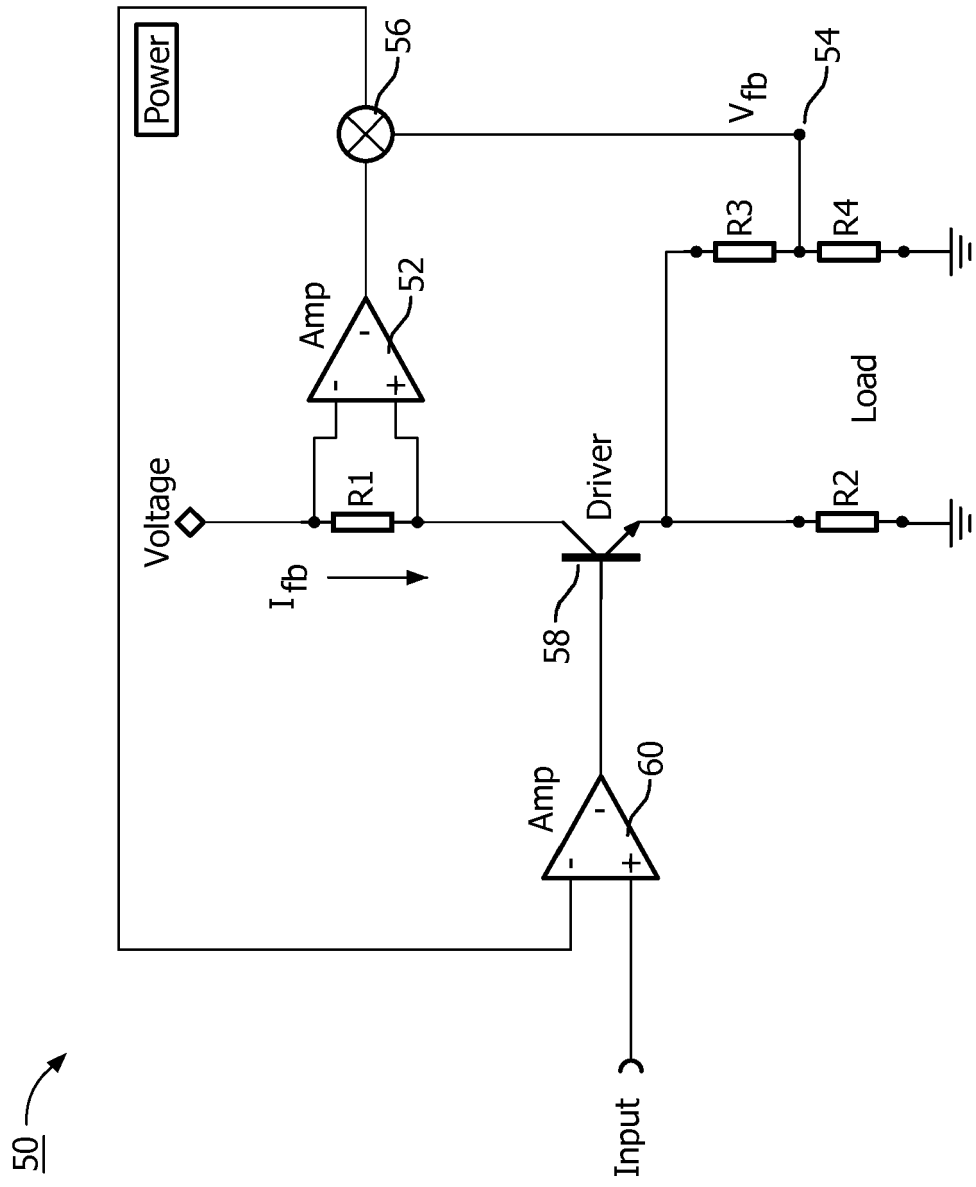 50
Power
56
Voltage
Amp
-
+
-
52
R1
I fb
V fb
54
Driver
58
R3
R4
Load
R2
Amp
-
+
-
60
Input